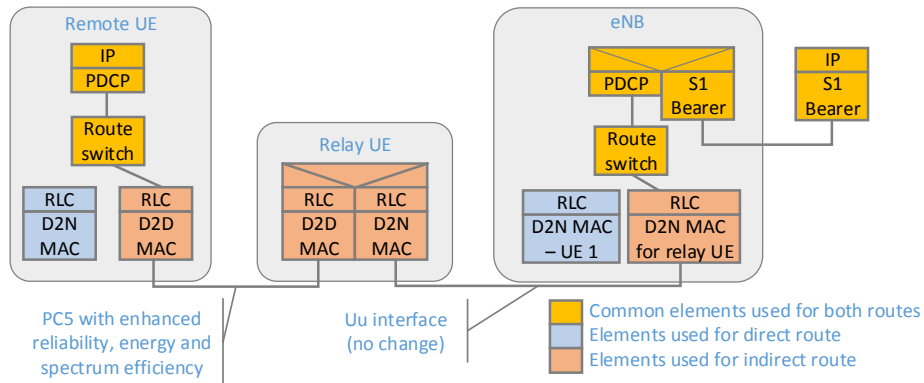 Remote UE
IP
PDCP
Route
switch
RLC
D2N
MAC
RLC
D2D
MAC
Relay UE
RLC
D2D
MAC
RLC
D2N
MAC
eNB
PDCP
S1
Bearer
Route
switch
RLC
D2N MAC
– UE 1
RLC
D2N MAC
for relay UE
IP
S1
Bearer
PC5 with enhanced
reliability, energy and
spectrum efficiency
Uu interface
(no change)
Common elements used for both routes
Elements used for direct route
Elements used for indirect route